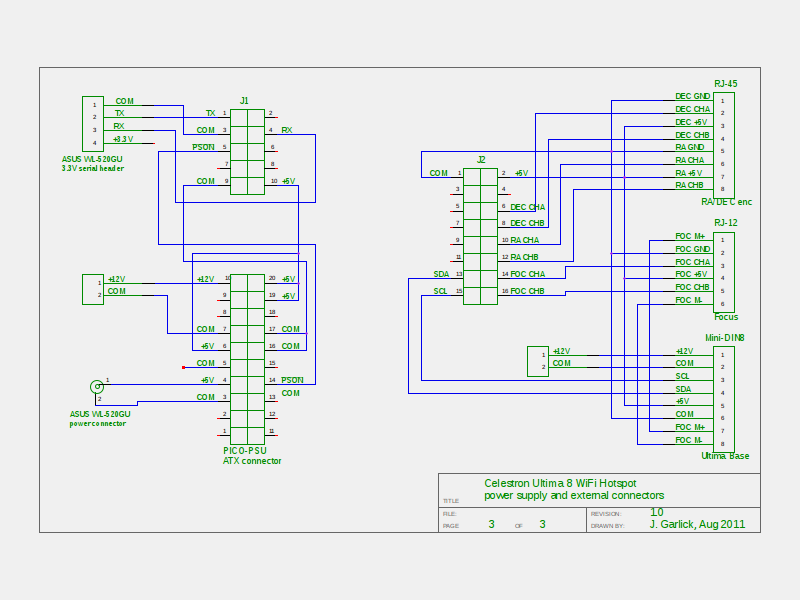 J1
COM
TX
RX
+3.3V
1
2
3
4
ASUS WL-520GU
3.3V serial header
TX 1 2
COM 3 4 RX
PSON 5 6
7 8
COM 9 10 +5V
1 +12V
2 COM
+12V 10 20 +5V
9 19 +5V
8 18
COM 7 17 COM
+5V 6 16 COM
COM 5 15
+5V 4 14 PSON
COM 3 13 COM
2 12
1 11
PICO-PSU
ATX connector
1
2
ASUS WL-520GU
power connector
J2
COM 1 2 +5V
3 4
5 6 DEC CHA
7 8 DEC CHB
9 10 RA CHA
11 12 RA CHB
SDA 13 14 FOC CHA
SCL 15 16 FOC CHB
RJ-45
DEC GND 1
DEC CHA 2
DEC +5V 3
DEC CHB 4
RA GND 5
RA CHA 6
RA +5V 7
RA CHB 8
RA/DEC enc
RJ-12
FOC M+ 1
FOC GND 2
FOC CHA 3
FOC +5V 4
FOC CHB 5
FOC M- 6
Focus
1 +12V
2 COM
Mini-DIN8
+12V 1
COM 2
SCL 3
SDA 4
+5V 5
COM 6
FOC M+ 7
FOC M- 8
Ultima Base
TITLE
Celestron Ultima 8 WiFi Hotspot
power supply and external connectors
FILE:
REVISION: 1.0
PAGE 3 OF 3
DRAWN BY: J. Garlick, Aug 2011